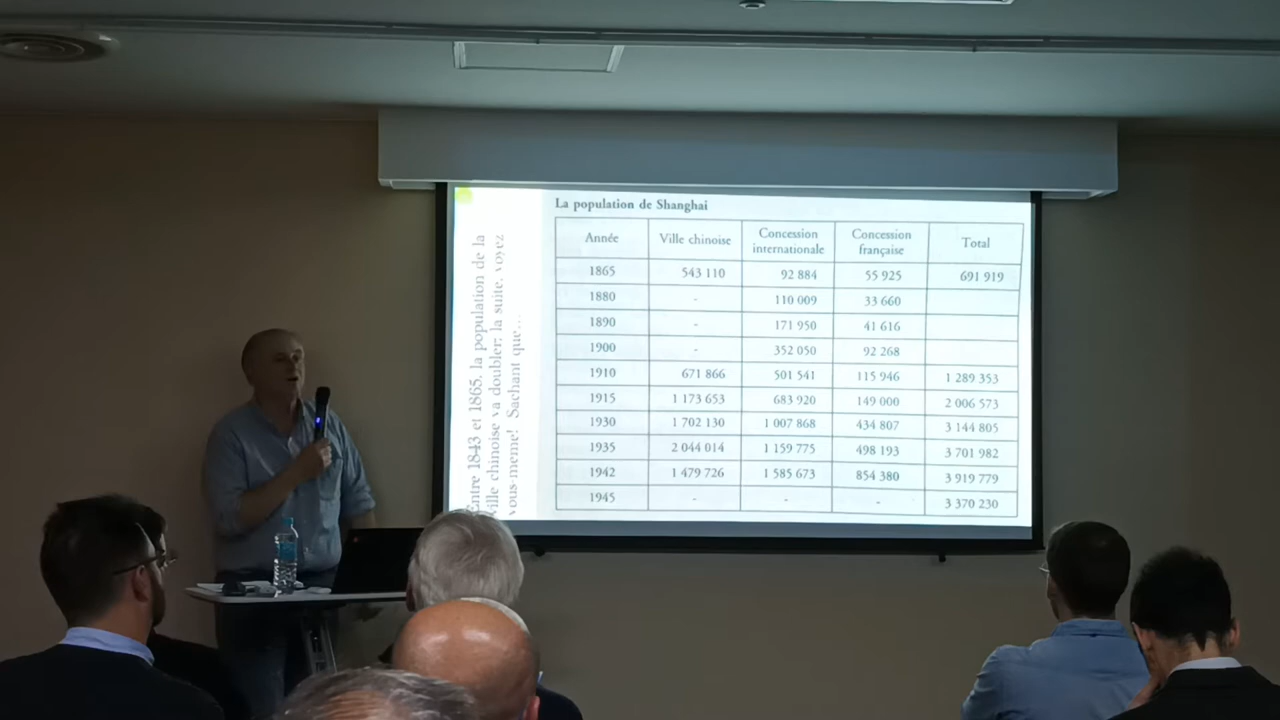 La population de Shanghai
Année Ville chinoise Concession internationale Concession française Total
1865 543 110 92 884 55 925 691 919
1880 - 110 009 33 660
1890 - 171 950 41 616
1900 - 352 050 92 268
1910 671 866 501 541 115 946 1 289 353
1915 1 173 653 683 920 149 000 2 006 573
1930 1 702 130 1 007 868 434 807 3 144 805
1935 2 044 014 1 159 775 498 193 3 701 982
1942 1 479 726 1 585 673 854 380 3 919 779
1945 - - - 3 370 230
Entre 1843 et 1865, la population de la
ville chinoise va doubler; la suite, voyez
vous-meme! Sachant que...